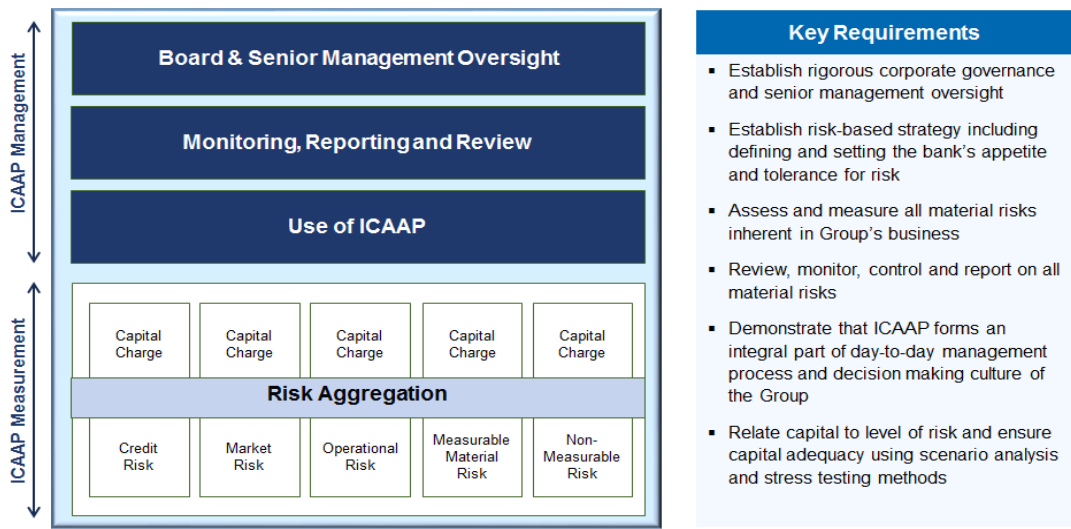 ICAAP Management
Board & Senior Management Oversight
Monitoring, Reporting and Review
Use of ICAAP
ICAAP Measurement
Capital
Charge
Capital
Charge
Capital
Charge
Capital
Charge
Capital
Charge
Risk Aggregation
Credit
Risk
Market
Risk
Operational
Risk
Measurable
Material
Risk
Non-
Measurable
Risk
Key Requirements
▪ Establish rigorous corporate governance
and senior management oversight
▪ Establish risk-based strategy including
defining and setting the bank's appetite
and tolerance for risk
▪ Assess and measure all material risks
inherent in Group's business
▪ Review, monitor, control and report on all
material risks
▪ Demonstrate that ICAAP forms an
integral part of day-to-day management
process and decision making culture of
the Group
▪ Relate capital to level of risk and ensure
capital adequacy using scenario analysis
and stress testing methods